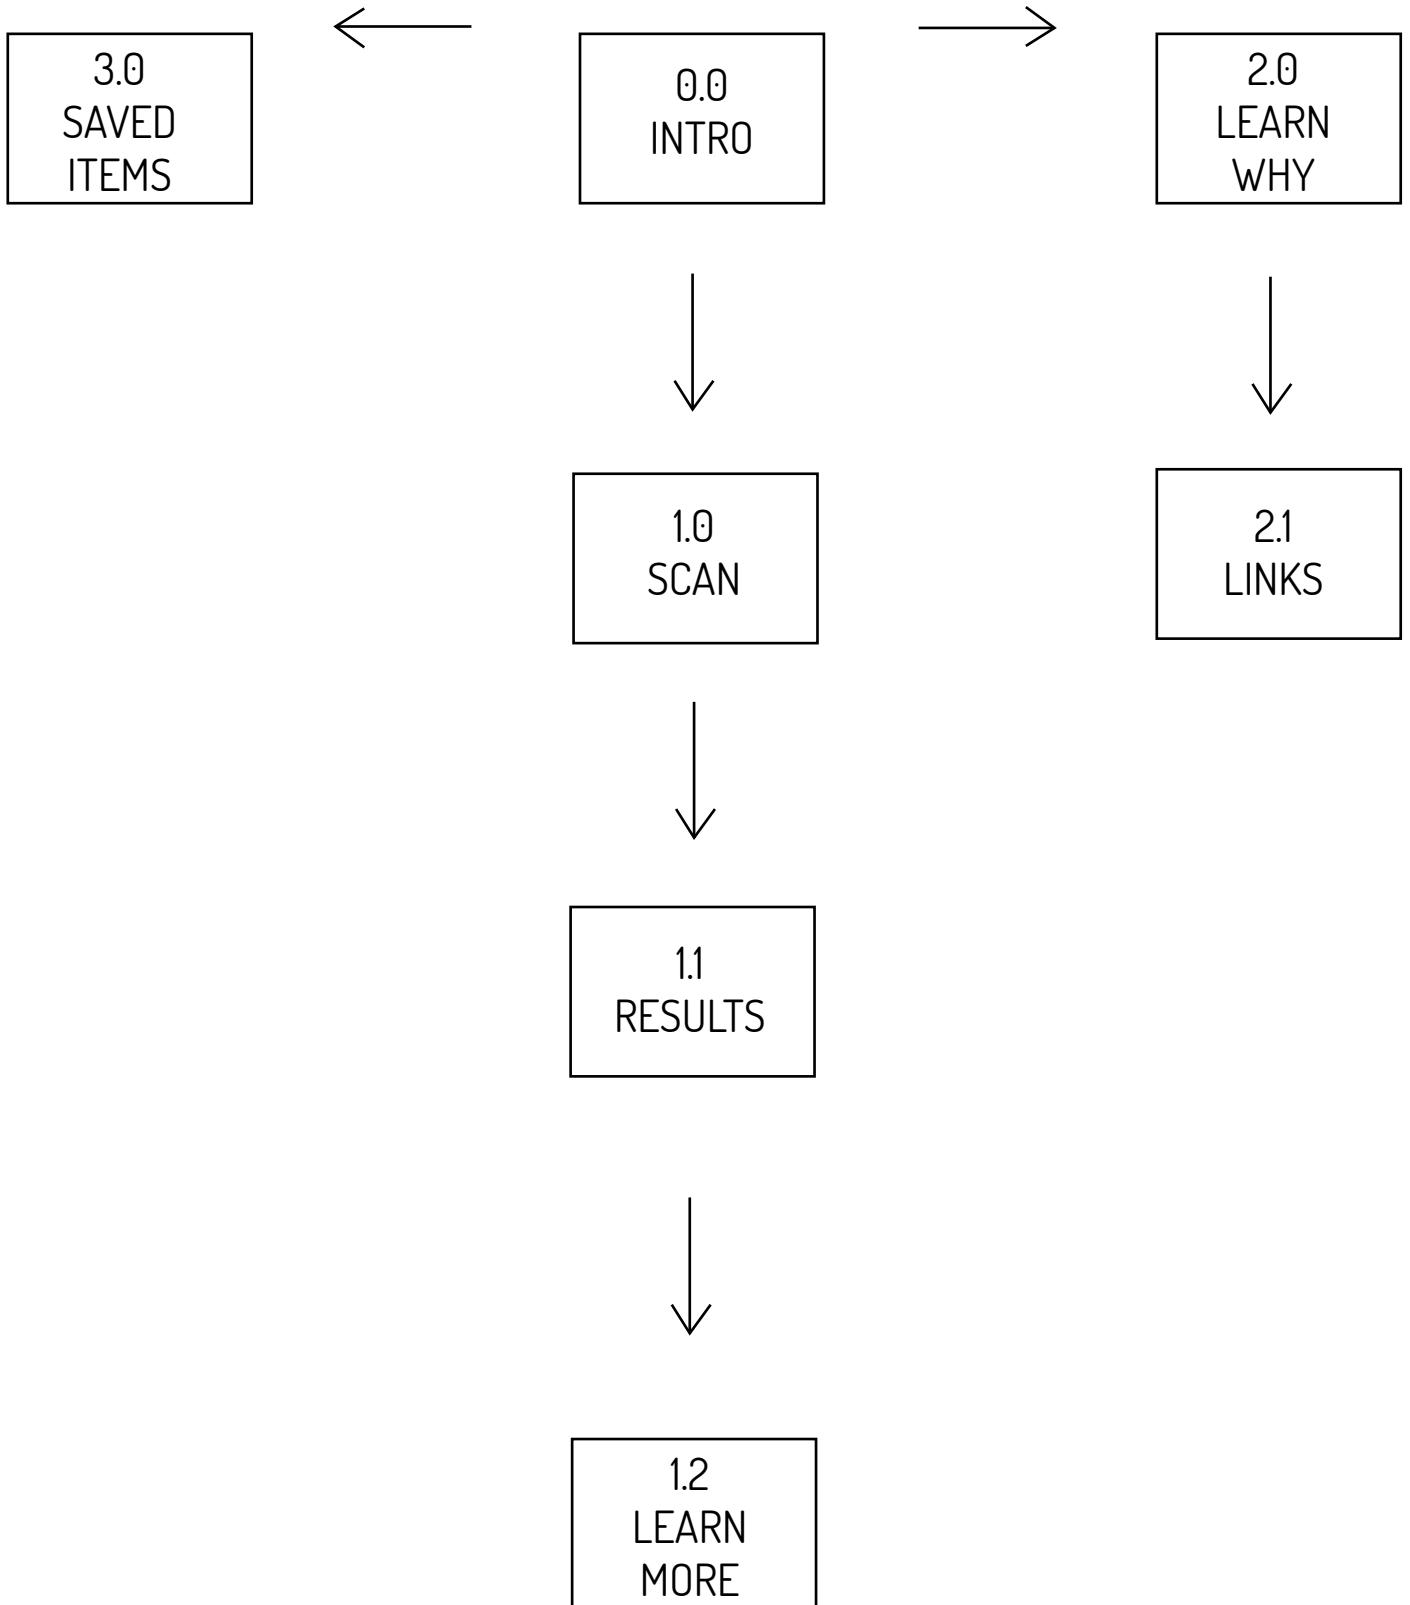 3.0
SAVED
ITEMS
0.0
INTRO
2.0
LEARN
WHY
1.0
SCAN
2.1
LINKS
1.1
RESULTS
1.2
LEARN
MORE